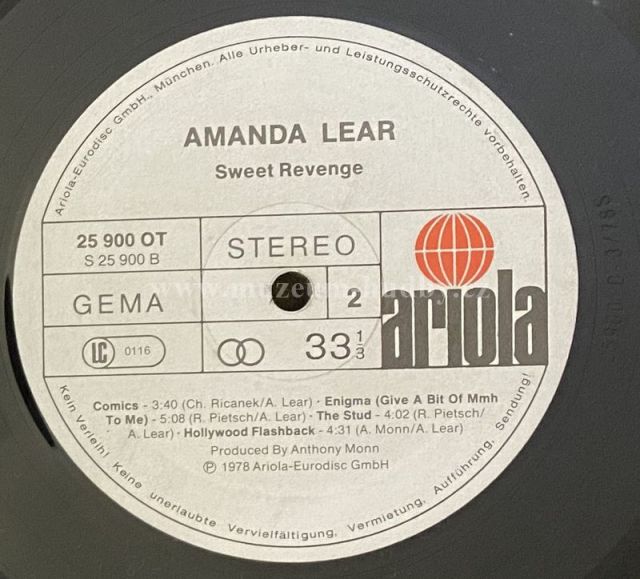 Ariola-Eurodisc GmbH., München. Alle Urheber- und Leistungsschutzrechte vorbehalten.
AMANDA LEAR
Sweet Revenge
25 900 OT
S 25 900 B
STEREO
GEMA
2
LC 0116
33 1/3
ariola
www.muzeumhudby.cz
Comics - 3:40 (Ch. Ricanek/A. Lear) · Enigma (Give A Bit Of Mmh
To Me) - 5:08 (R. Pietsch/A. Lear) · The Stud - 4:02 (R. Pietsch/
A. Lear) · Hollywood Flashback - 4:31 (A. Monn/A. Lear)
Produced By Anthony Monn
℗ 1978 Ariola-Eurodisc GmbH
Kein Verleih! Keine unerlaubte Vervielfältigung, Vermietung, Aufführung, Sendung!